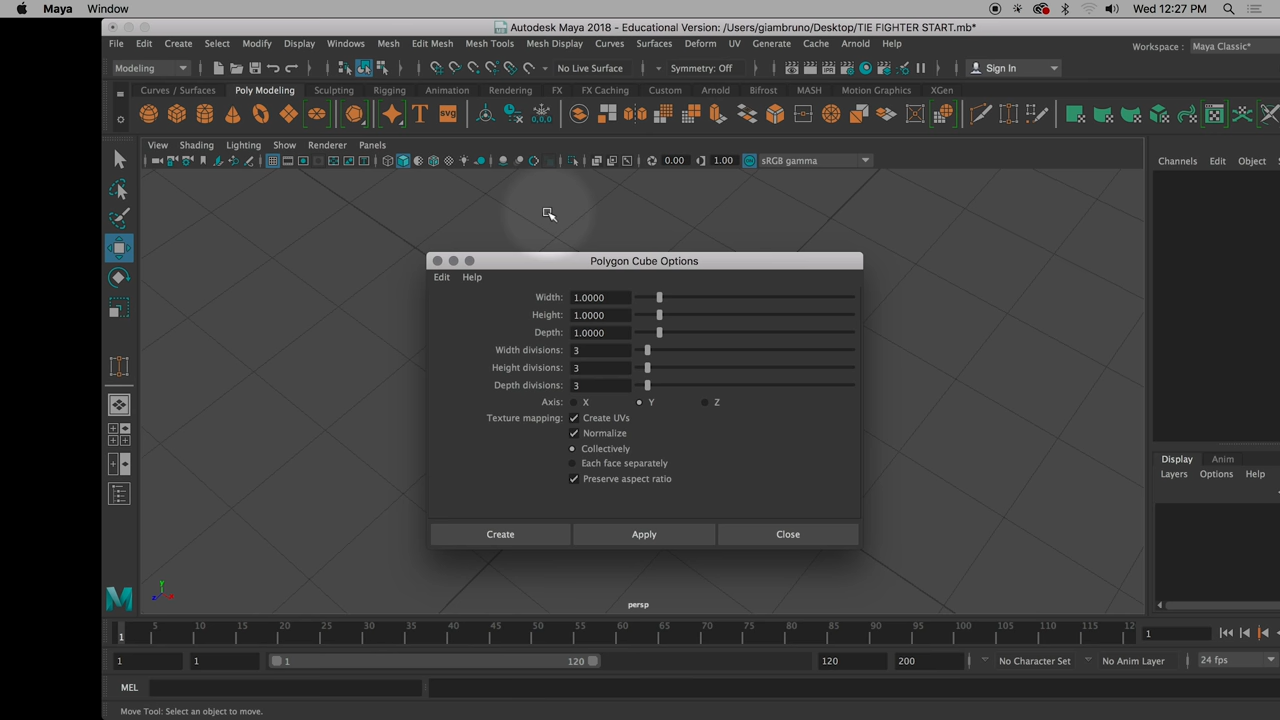 Maya Window Wed 12:27 PM
Autodesk Maya 2018 - Educational Version: /Users/giambruno/Desktop/TIE FIGHTER START.mb*
File Edit Create Select Modify Display Windows Mesh Edit Mesh Mesh Tools Mesh Display Curves Surfaces Deform UV Generate Cache Arnold Help Workspace : Maya Classic*
Modeling No Live Surface Symmetry: Off Sign In
Curves / Surfaces Poly Modeling Sculpting Rigging Animation Rendering FX FX Caching Custom Arnold Bifrost MASH Motion Graphics XGen
T SVG 0,0,0
View Shading Lighting Show Renderer Panels
0.00 1.00 sRGB gamma
Channels Edit Object
Polygon Cube Options
Edit Help
Width: 1.0000
Height: 1.0000
Depth: 1.0000
Width divisions: 3
Height divisions: 3
Depth divisions: 3
Axis: X Y Z
Texture mapping: Create UVs
Normalize
Collectively
Each face separately
Preserve aspect ratio
Create Apply Close
Display Anim
Layers Options Help
Y
Z X
persp
1 5 10 15 20 25 30 35 40 45 50 55 60 65 70 75 80 85 90 95 100 105 110 115 12 1
1 1 1 120 120 200 No Character Set No Anim Layer 24 fps
MEL
Move Tool: Select an object to move.